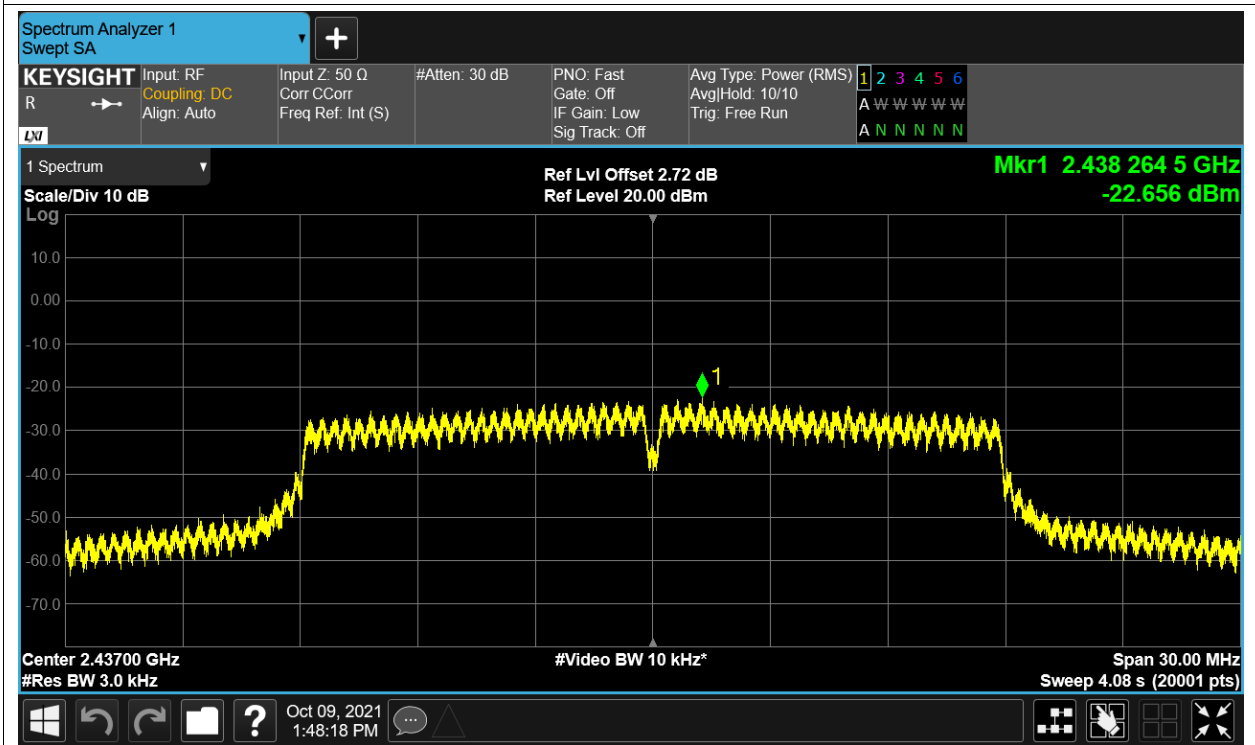 Spectrum Analyzer 1
Swept SA
+
KEYSIGHT
R
LXI
Input: RF
Coupling: DC
Align: Auto
Input Z: 50 Ω
Corr CCorr
Freq Ref: Int (S)
#Atten: 30 dB
PNO: Fast
Gate: Off
IF Gain: Low
Sig Track: Off
Avg Type: Power (RMS)
Avg|Hold: 10/10
Trig: Free Run
1 2 3 4 5 6
A W W W W W
A N N N N N
1 Spectrum
Scale/Div 10 dB
Ref Lvl Offset 2.72 dB
Ref Level 20.00 dBm
Mkr1 2.438 264 5 GHz
-22.656 dBm
Log
10.0
0.00
-10.0
-20.0
-30.0
-40.0
-50.0
-60.0
-70.0
1
Center 2.43700 GHz
#Res BW 3.0 kHz
#Video BW 10 kHz*
Span 30.00 MHz
Sweep 4.08 s (20001 pts)
?
Oct 09, 2021
1:48:18 PM